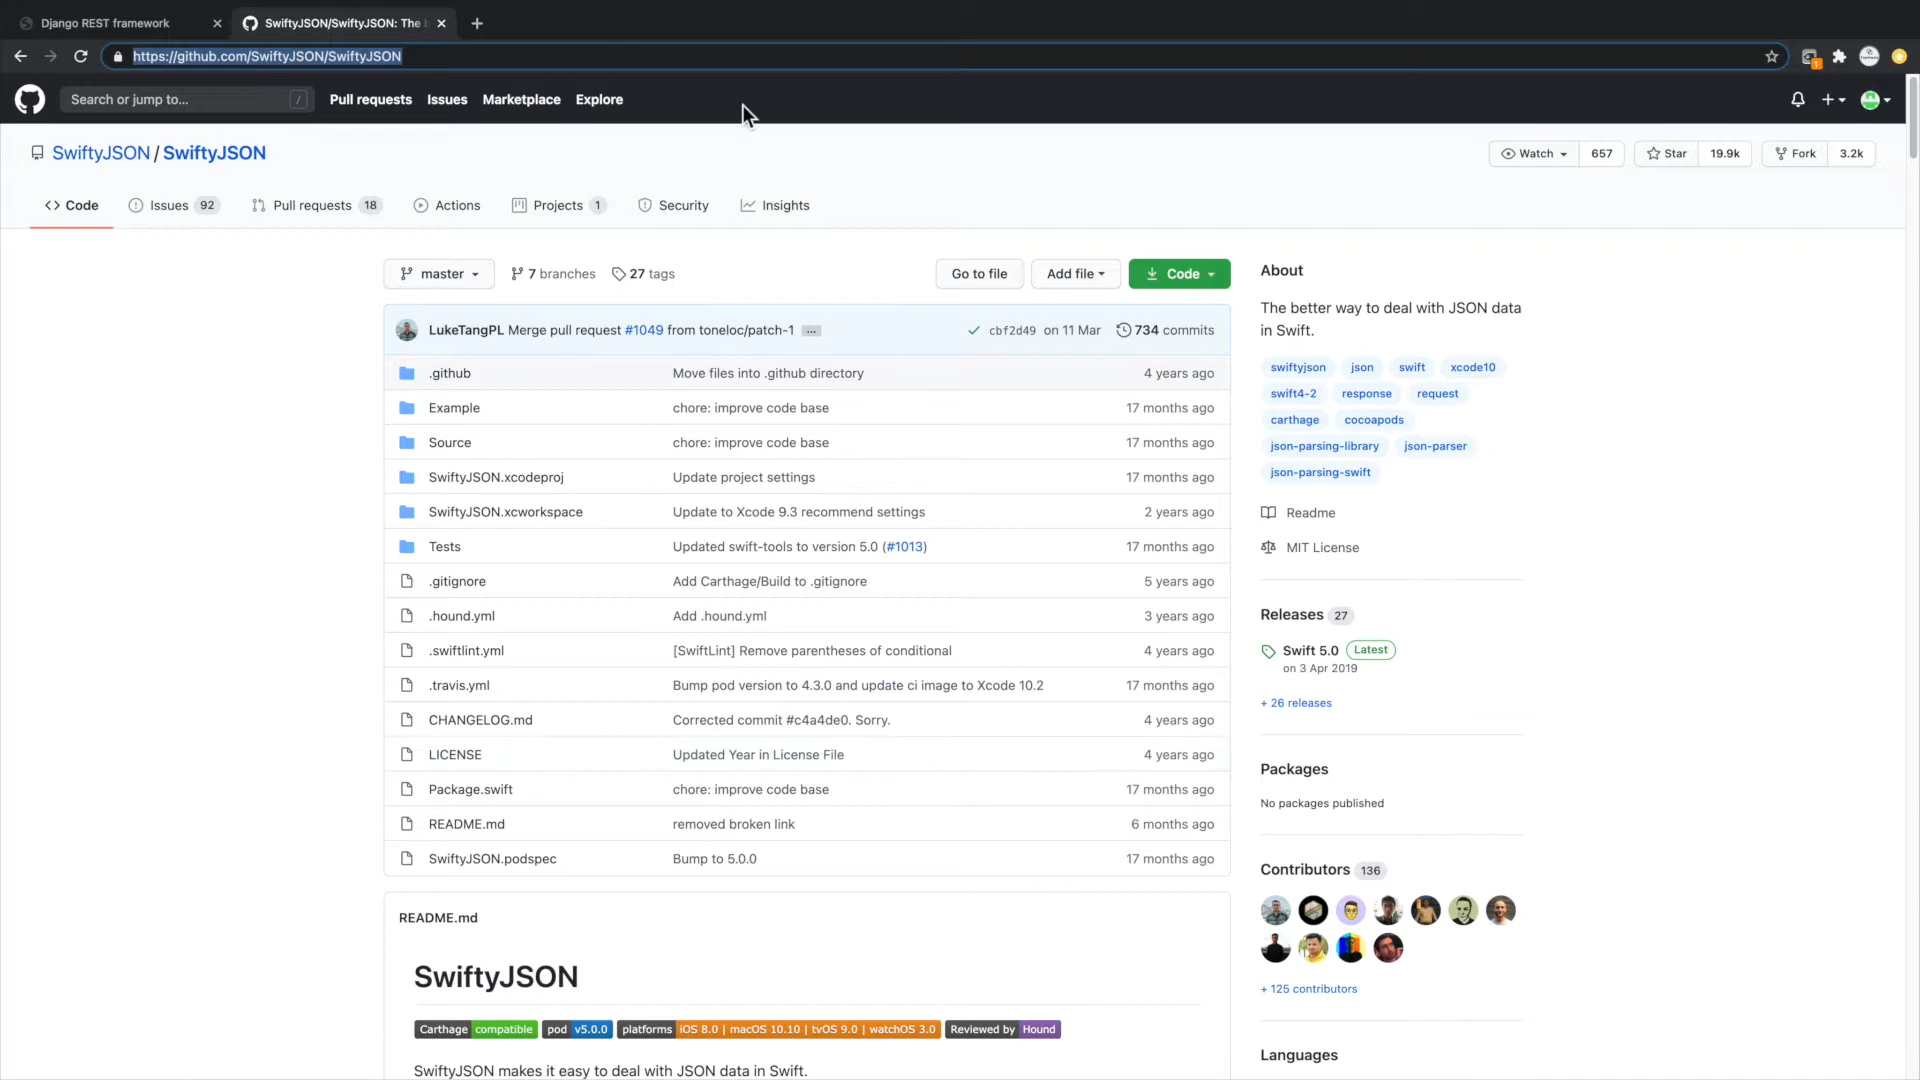 Django REST framework
SwiftyJSON/SwiftyJSON: The b
https://github.com/SwiftyJSON/SwiftyJSON
1
Search or jump to...
/
Pull requests
Issues
Marketplace
Explore
SwiftyJSON / SwiftyJSON
Watch 657
Star 19.9k
Fork 3.2k
Code
Issues 92
Pull requests 18
Actions
Projects 1
Security
Insights
master
7 branches
27 tags
Go to file
Add file
Code
LukeTangPL Merge pull request #1049 from toneloc/patch-1 ...
cbf2d49 on 11 Mar
734 commits
.github Move files into .github directory 4 years ago
Example chore: improve code base 17 months ago
Source chore: improve code base 17 months ago
SwiftyJSON.xcodeproj Update project settings 17 months ago
SwiftyJSON.xcworkspace Update to Xcode 9.3 recommend settings 2 years ago
Tests Updated swift-tools to version 5.0 (#1013) 17 months ago
.gitignore Add Carthage/Build to .gitignore 5 years ago
.hound.yml Add .hound.yml 3 years ago
.swiftlint.yml [SwiftLint] Remove parentheses of conditional 4 years ago
.travis.yml Bump pod version to 4.3.0 and update ci image to Xcode 10.2 17 months ago
CHANGELOG.md Corrected commit #c4a4de0. Sorry. 4 years ago
LICENSE Updated Year in License File 4 years ago
Package.swift chore: improve code base 17 months ago
README.md removed broken link 6 months ago
SwiftyJSON.podspec Bump to 5.0.0 17 months ago
README.md
SwiftyJSON
Carthage compatible pod v5.0.0 platforms iOS 8.0 | macOS 10.10 | tvOS 9.0 | watchOS 3.0 Reviewed by Hound
SwiftyJSON makes it easy to deal with JSON data in Swift.
About
The better way to deal with JSON data
in Swift.
swiftyjson json swift xcode10
swift4-2 response request
carthage cocoapods
json-parsing-library json-parser
json-parsing-swift
Readme
MIT License
Releases 27
Swift 5.0 Latest
on 3 Apr 2019
+ 26 releases
Packages
No packages published
Contributors 136
+ 125 contributors
Languages